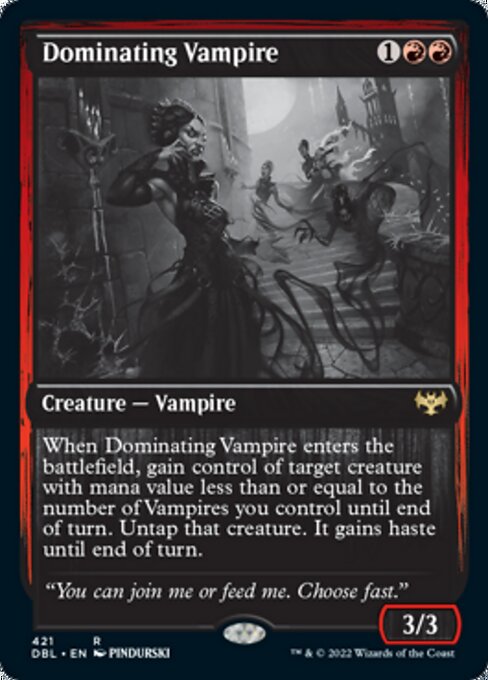 Dominating Vampire 1
Creature — Vampire
When Dominating Vampire enters the
battlefield, gain control of target creature
with mana value less than or equal to the
number of Vampires you control until end
of turn. Untap that creature. It gains haste
until end of turn.
“You can join me or feed me. Choose fast.”
3/3
421 R
DBL • EN PINDURSKI
™ & © 2022 Wizards of the Coast